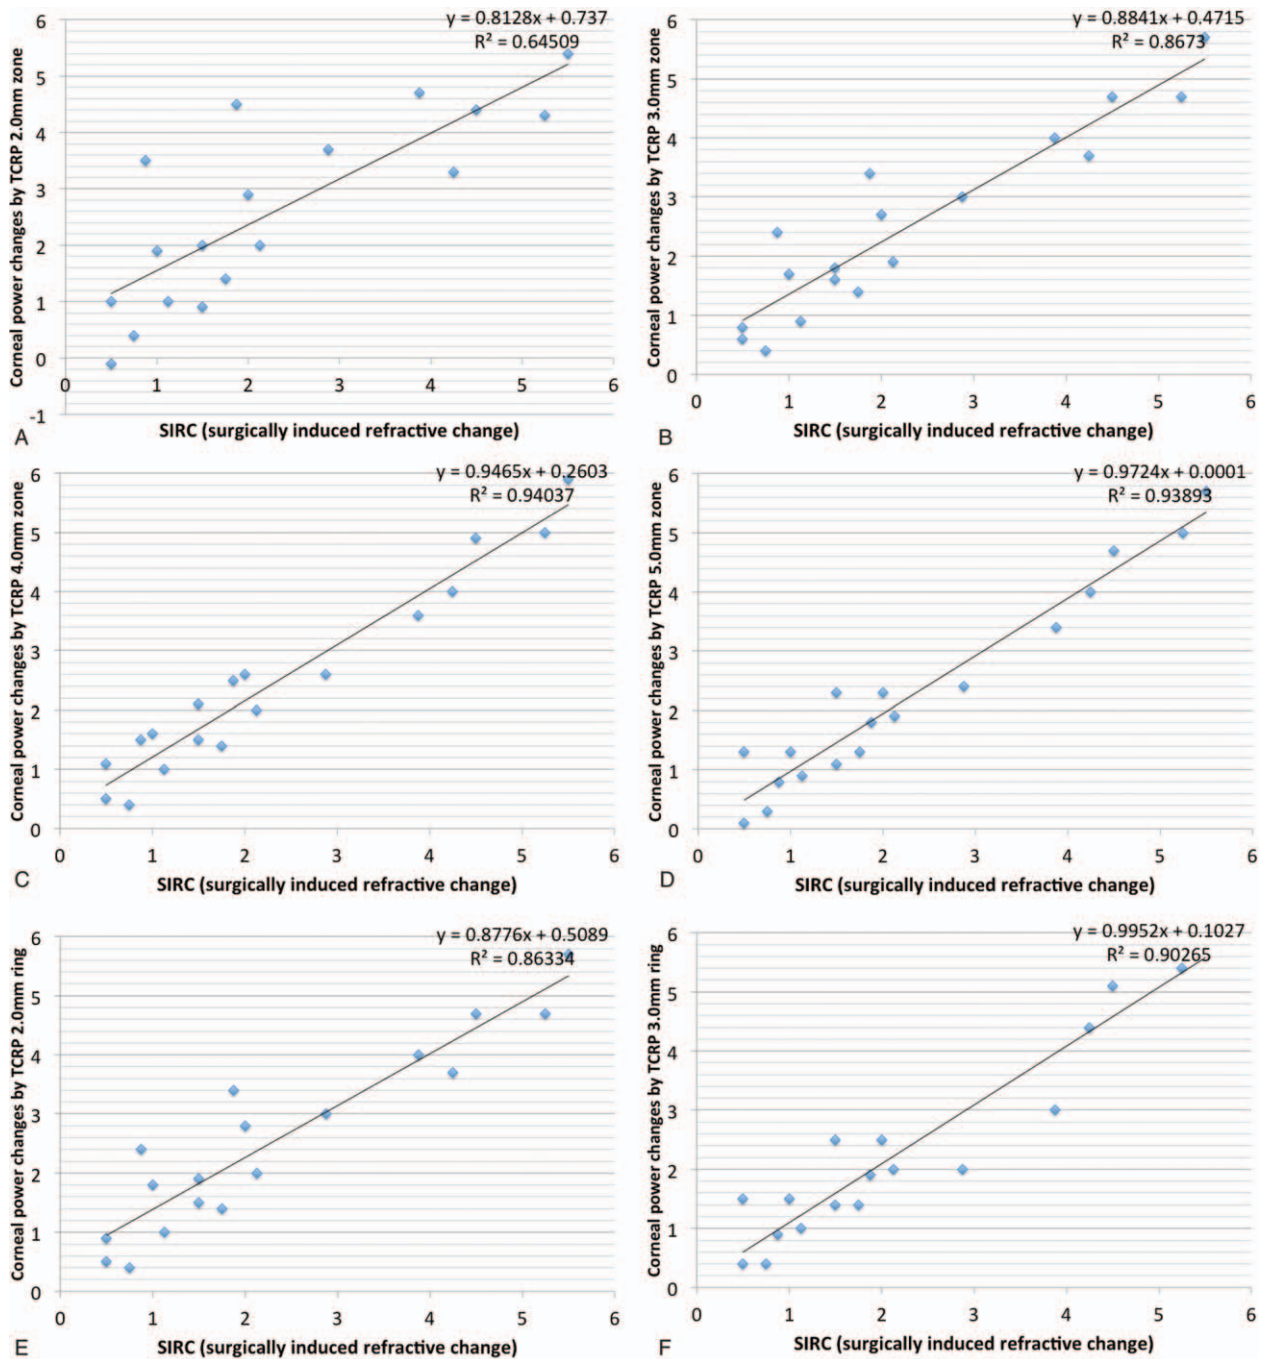 y = 0.8128x + 0.737
R² = 0.64509
Corneal power changes by TCRP 2.0mm zone
6
5
4
3
2
1
0
-1
0 1 2 3 4 5 6
SIRC (surgically induced refractive change)
A
y = 0.8841x + 0.4715
R² = 0.8673
Corneal power changes by TCRP 3.0mm zone
6
5
4
3
2
1
0
0 1 2 3 4 5 6
SIRC (surgically induced refractive change)
B
y = 0.9465x + 0.2603
R² = 0.94037
Corneal power changes by TCRP 4.0mm zone
6
5
4
3
2
1
0
0 1 2 3 4 5 6
SIRC (surgically induced refractive change)
C
y = 0.9724x + 0.0001
R² = 0.93893
Corneal power changes by TCRP 5.0mm zone
6
5
4
3
2
1
0
0 1 2 3 4 5 6
SIRC (surgically induced refractive change)
D
y = 0.8776x + 0.5089
R² = 0.86334
Corneal power changes by TCRP 2.0mm ring
6
5
4
3
2
1
0
0 1 2 3 4 5 6
SIRC (surgically induced refractive change)
E
y = 0.9952x + 0.1027
R² = 0.90265
Corneal power changes by TCRP 3.0mm ring
6
5
4
3
2
1
0
0 1 2 3 4 5 6
SIRC (surgically induced refractive change)
F